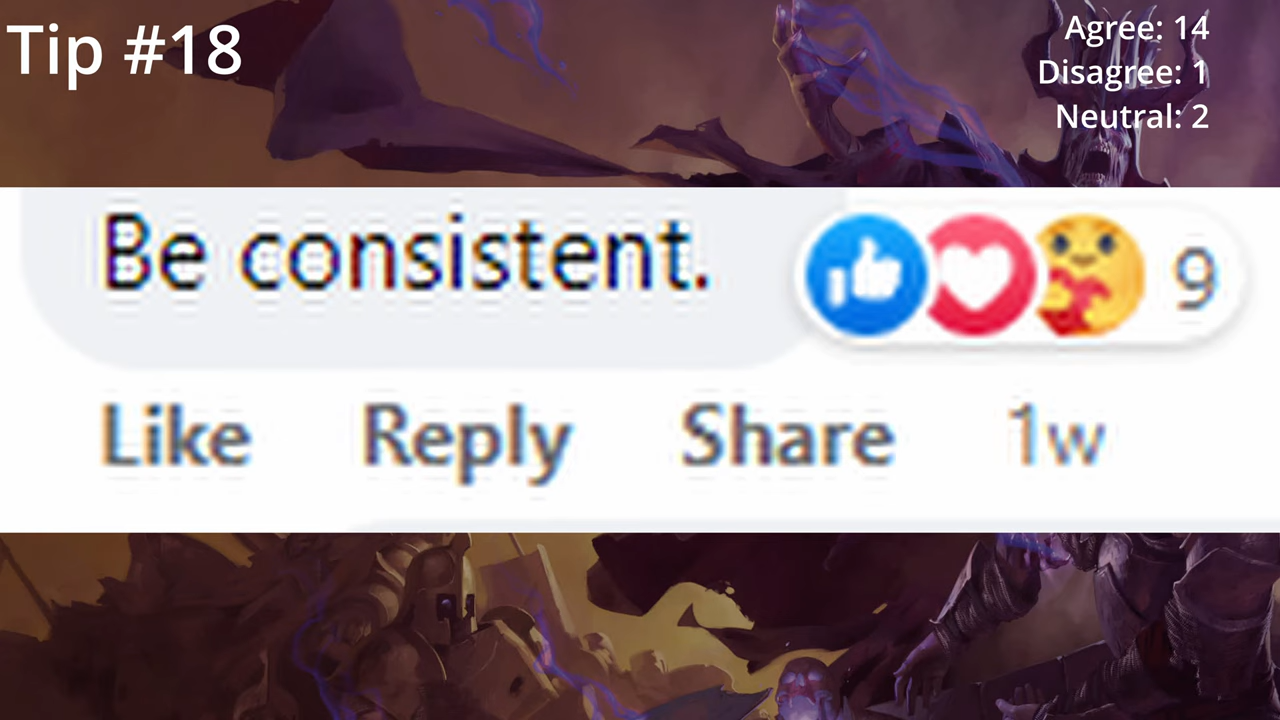 Tip #18
Agree: 14
Disagree: 1
Neutral: 2
Be consistent.
9
Like Reply Share 1w